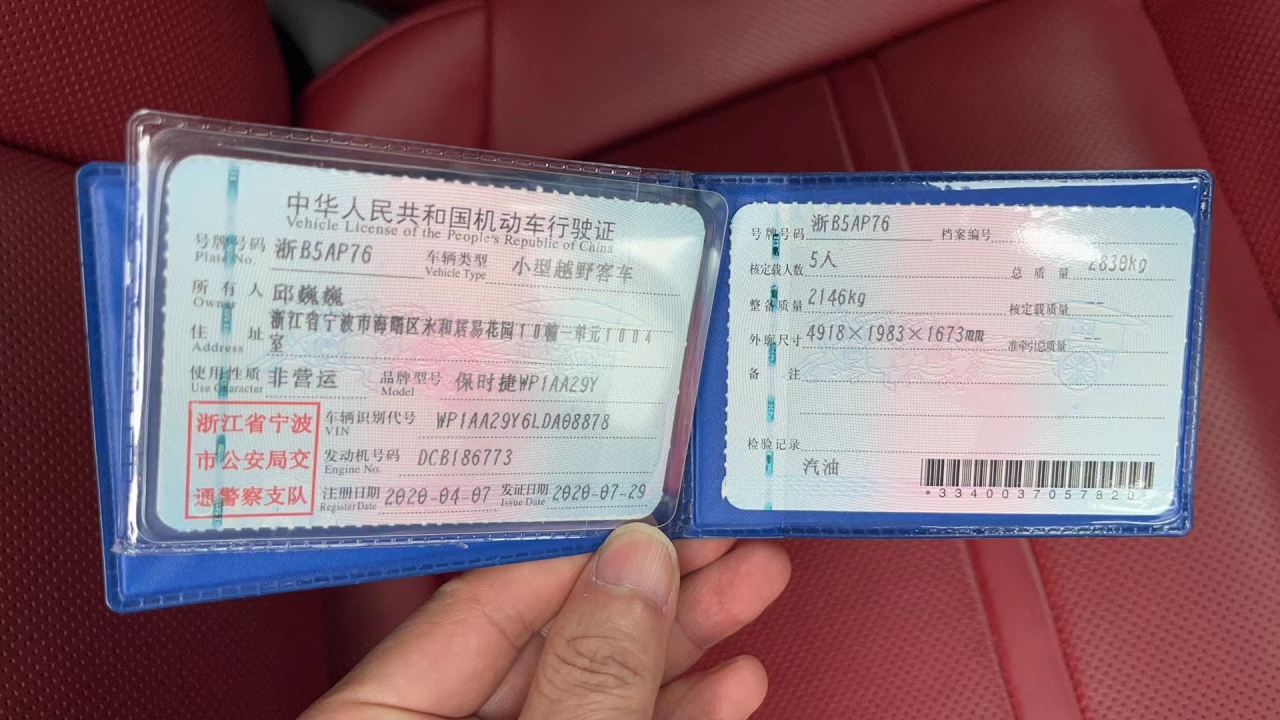 中华人民共和国机动车行驶证
Vehicle License of the People's Republic of China
号牌号码 浙B5AP76 车辆类型 小型越野客车
Plate No. Vehicle Type
所有人 邱巍巍
Owner
住址 浙江省宁波市海曙区永和居易花园10幢一单元1004室
Address
使用性质 非营运 品牌型号 保时捷WP1AA29Y
Use Character Model
浙江省宁波
市公安局交
通警察支队
车辆识别代号 WP1AA29Y6LDA08878
VIN
发动机号码 DCB186773
Engine No.
注册日期 2020-04-07 发证日期 2020-07-29
Register Date Issue Date
号牌号码 浙B5AP76 档案编号
核定载人数 5人 总质量 2830kg
整备质量 2146kg 核定载质量 --
外廓尺寸 4918×1983×1673mm 准牵引总质量 --
备注
检验记录
汽油
*3340037057820